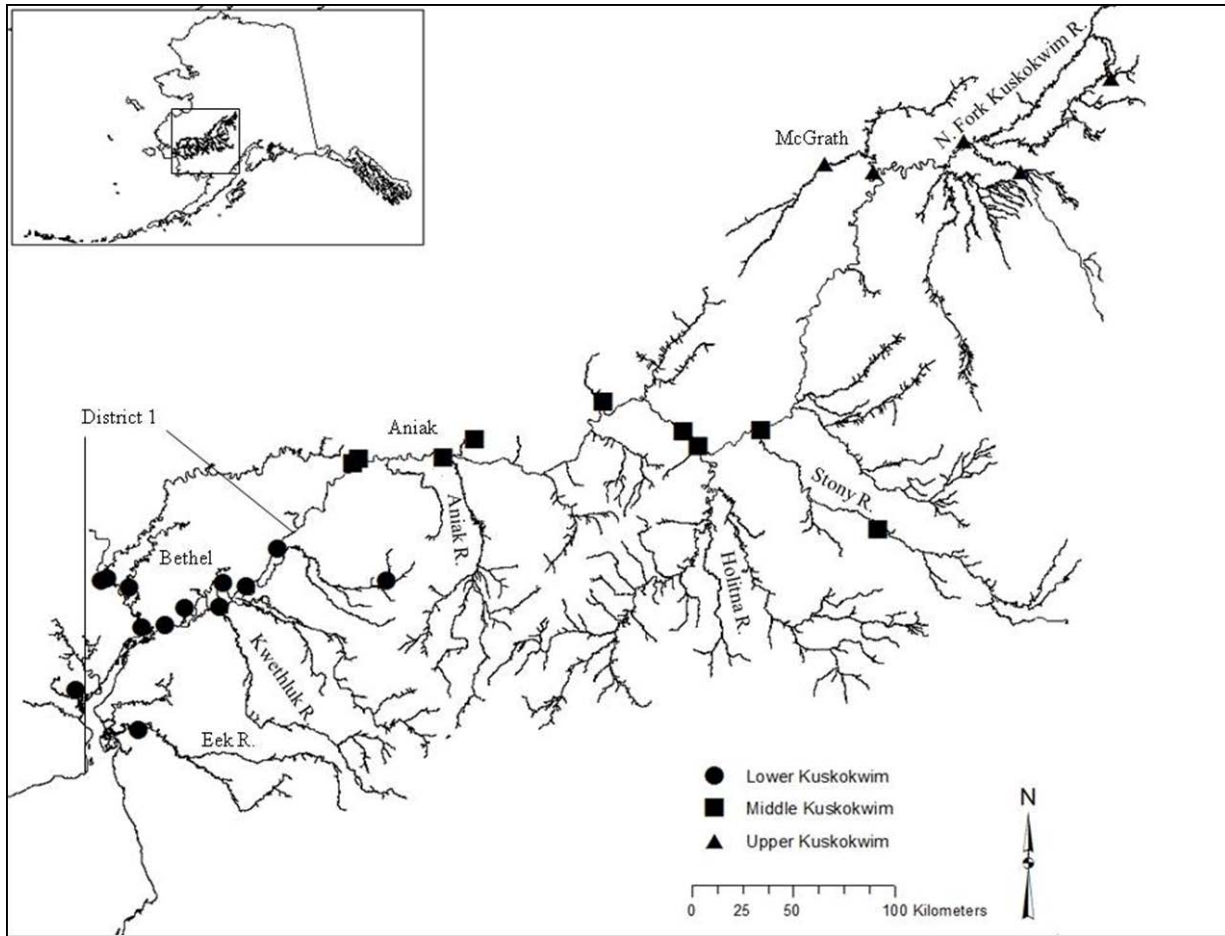 N. Fork Kuskokwim R.
McGrath
District 1
Aniak
Stony R.
Aniak R.
Bethel
Holitna R.
Kwethluk R.
Eek R.
Lower Kuskokwim
Middle Kuskokwim
Upper Kuskokwim
N
0 25 50 100 Kilometers